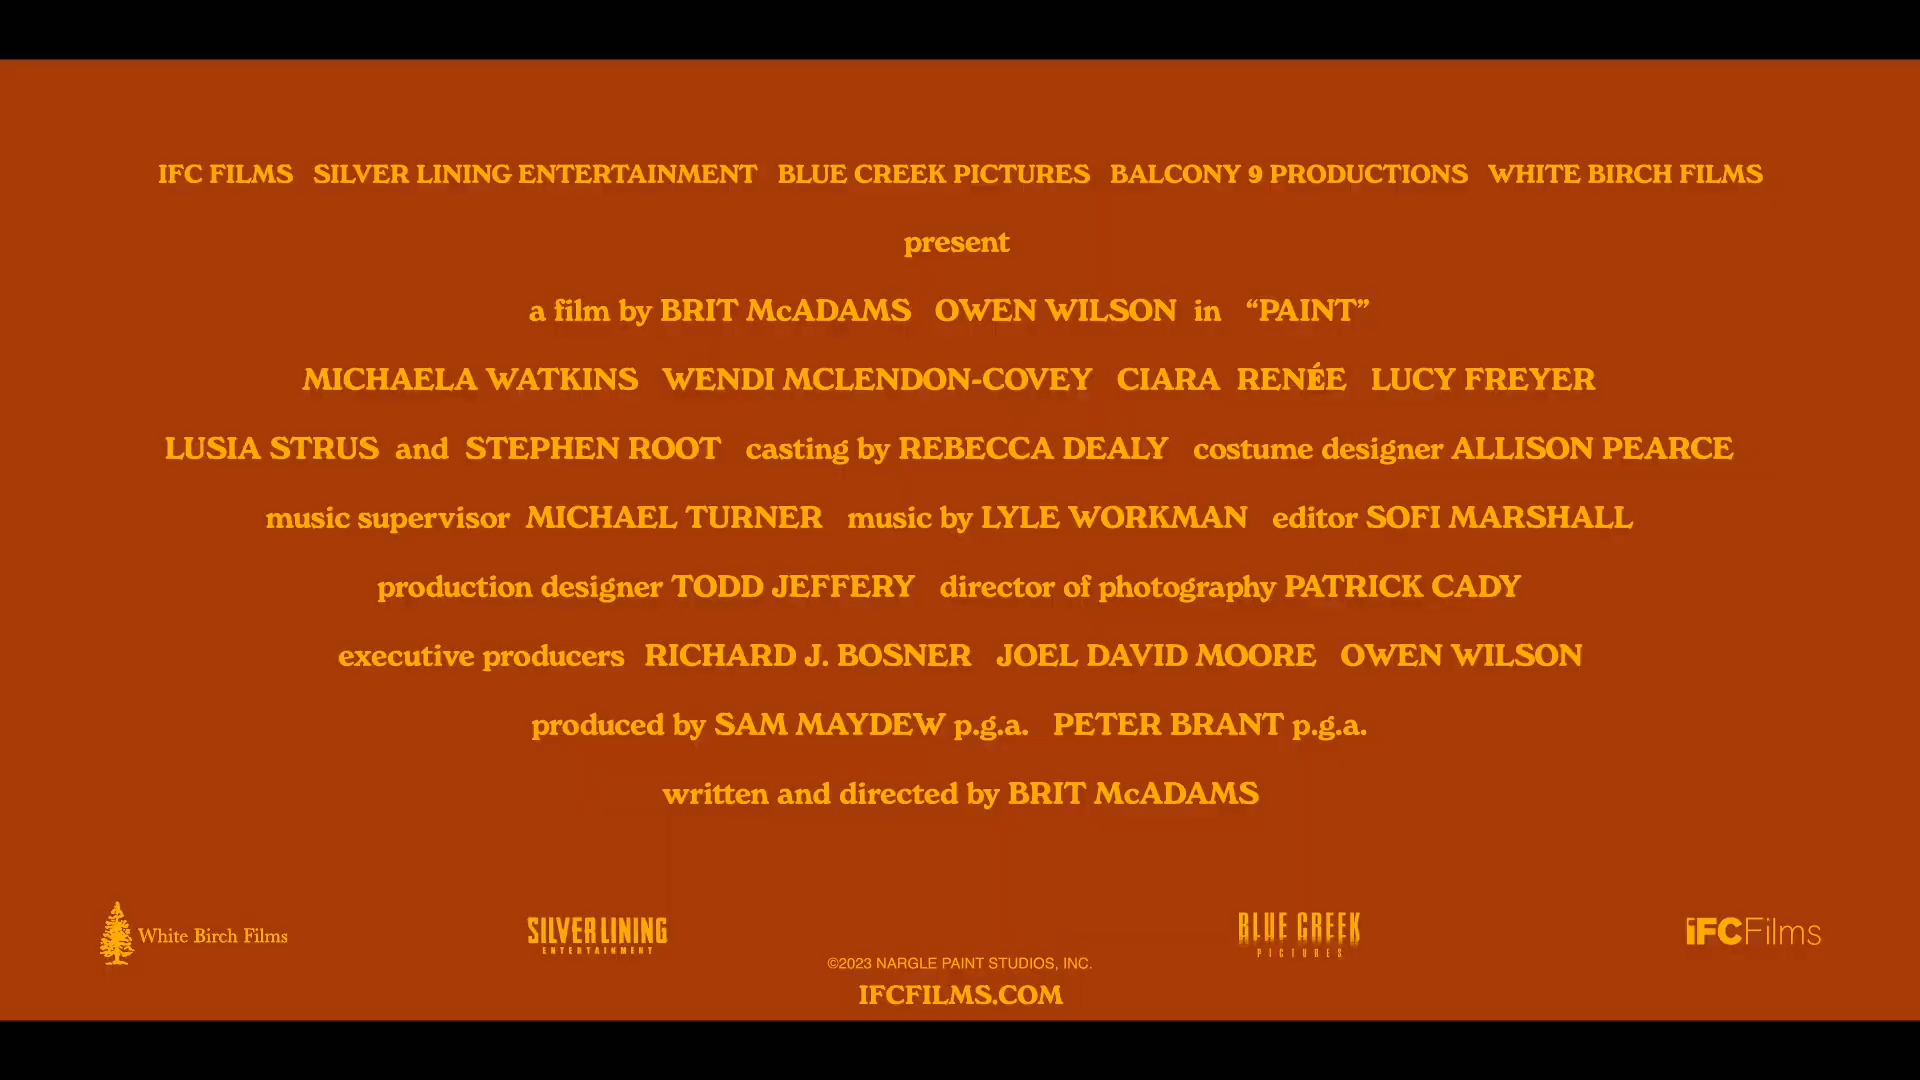 IFC FILMS SILVER LINING ENTERTAINMENT BLUE CREEK PICTURES BALCONY 9 PRODUCTIONS WHITE BIRCH FILMS
present
a film by BRIT McADAMS OWEN WILSON in “PAINT”
MICHAELA WATKINS WENDI MCLENDON-COVEY CIARA RENÉE LUCY FREYER
LUSIA STRUS and STEPHEN ROOT casting by REBECCA DEALY costume designer ALLISON PEARCE
music supervisor MICHAEL TURNER music by LYLE WORKMAN editor SOFI MARSHALL
production designer TODD JEFFERY director of photography PATRICK CADY
executive producers RICHARD J. BOSNER JOEL DAVID MOORE OWEN WILSON
produced by SAM MAYDEW p.g.a. PETER BRANT p.g.a.
written and directed by BRIT McADAMS
White Birch Films
SILVER LINING
ENTERTAINMENT
BLUE CREEK
PICTURES
IFC Films
©2023 NARGLE PAINT STUDIOS, INC.
IFCFILMS.COM